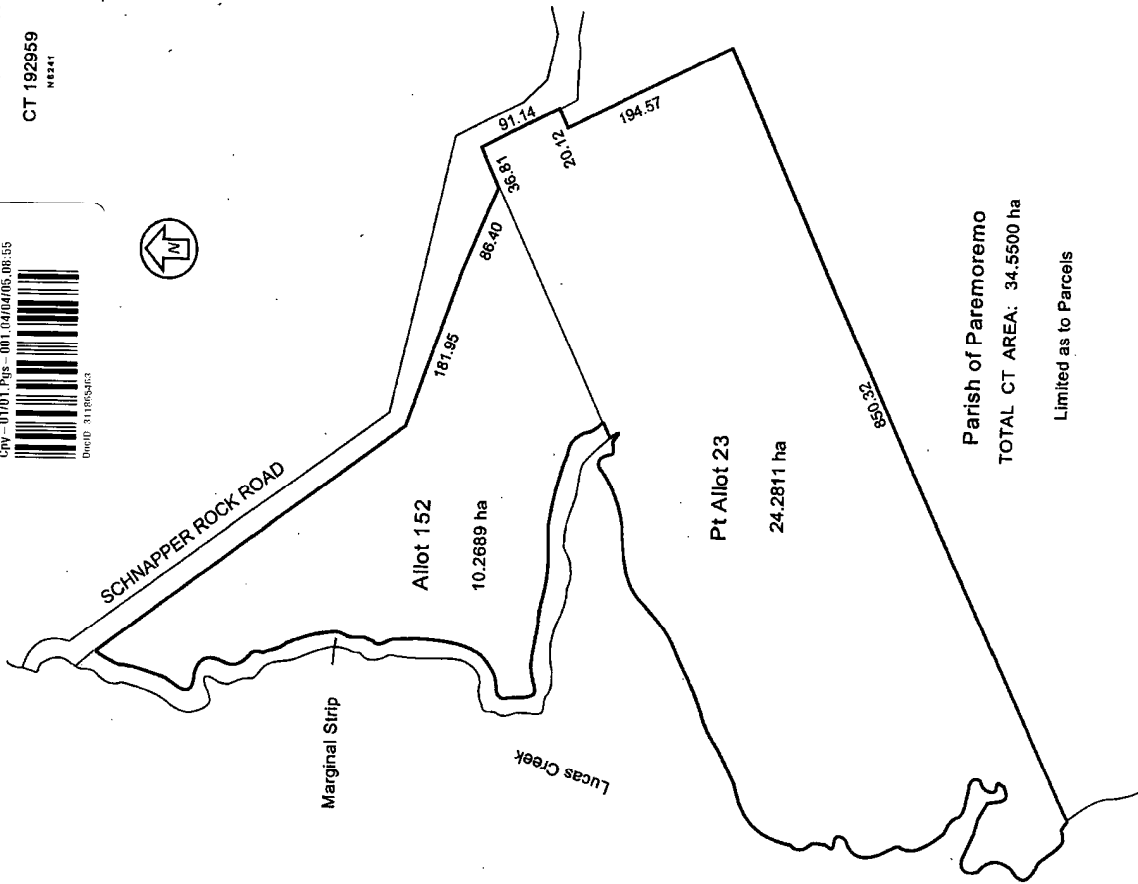 CT 192959
N6241
Cpy - 01/01, Pgs - 001, 04/04/05, 08:55
DocID: 311865463
N
SCHNAPPER ROCK ROAD
91.14
36.81
20.12
194.57
86.40
181.95
Allot 152
10.2689 ha
Marginal Strip
Lucas Creek
Pt Allot 23
24.2811 ha
850.32
Parish of Paremoremo
TOTAL CT AREA: 34.5500 ha
Limited as to Parcels